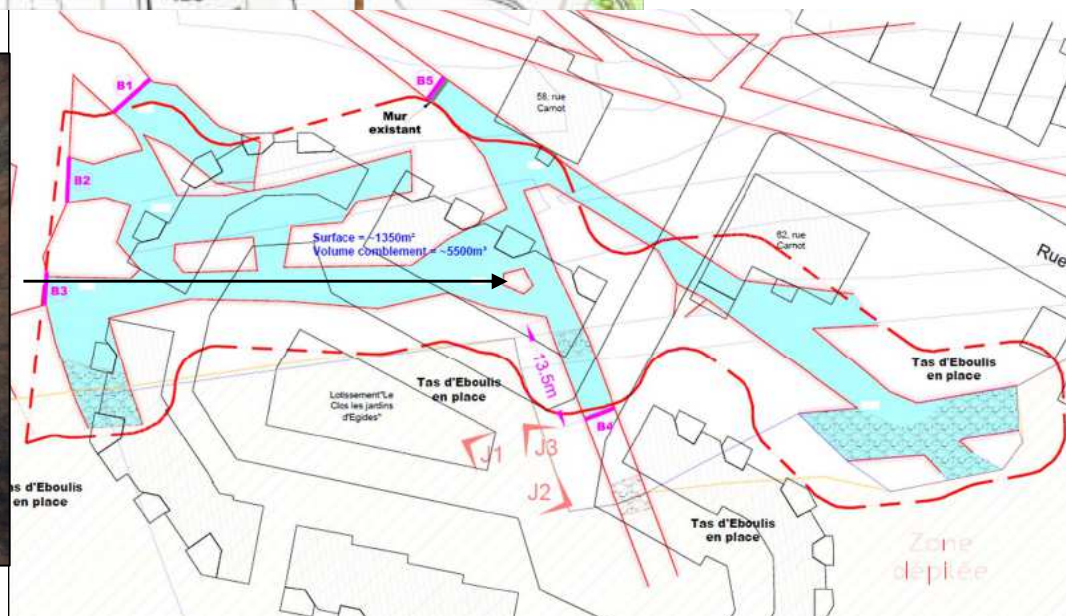 B1
B5
58, rue
Carnot
Mur
existant
B2
62, rue
Carnot
Surface = ~1350m²
Volume comblement = ~5500m³
Rue
B3
13.5m
Tas d'Eboulis
en place
Tas d'Eboulis
en place
Lotissement"Le
Clos les jardins
d'Egides"
B4
J1
J3
J2
as d'Eboulis
en place
Tas d'Eboulis
en place
Zone
dépilée